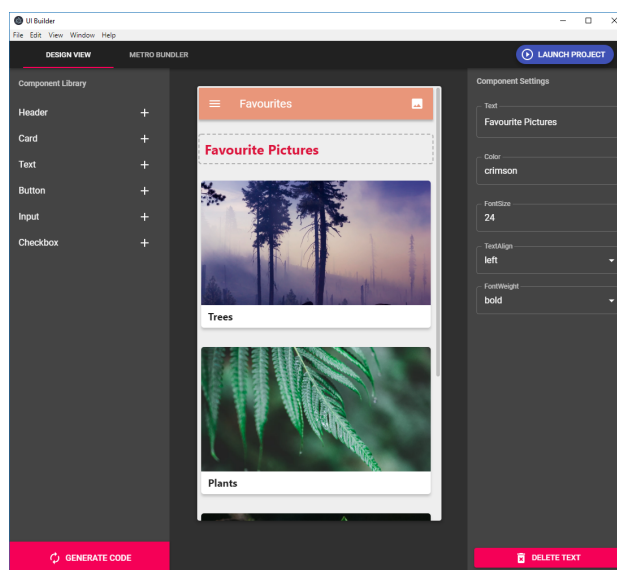 UI Builder
File Edit View Window Help
DESIGN VIEW METRO BUNDLER
LAUNCH PROJECT
Component Library
Header
Card
Text
Button
Input
Checkbox
GENERATE CODE
Favourites
Favourite Pictures
Trees
Plants
Component Settings
Text
Favourite Pictures
Color
crimson
FontSize
24
TextAlign
left
FontWeight
bold
DELETE TEXT